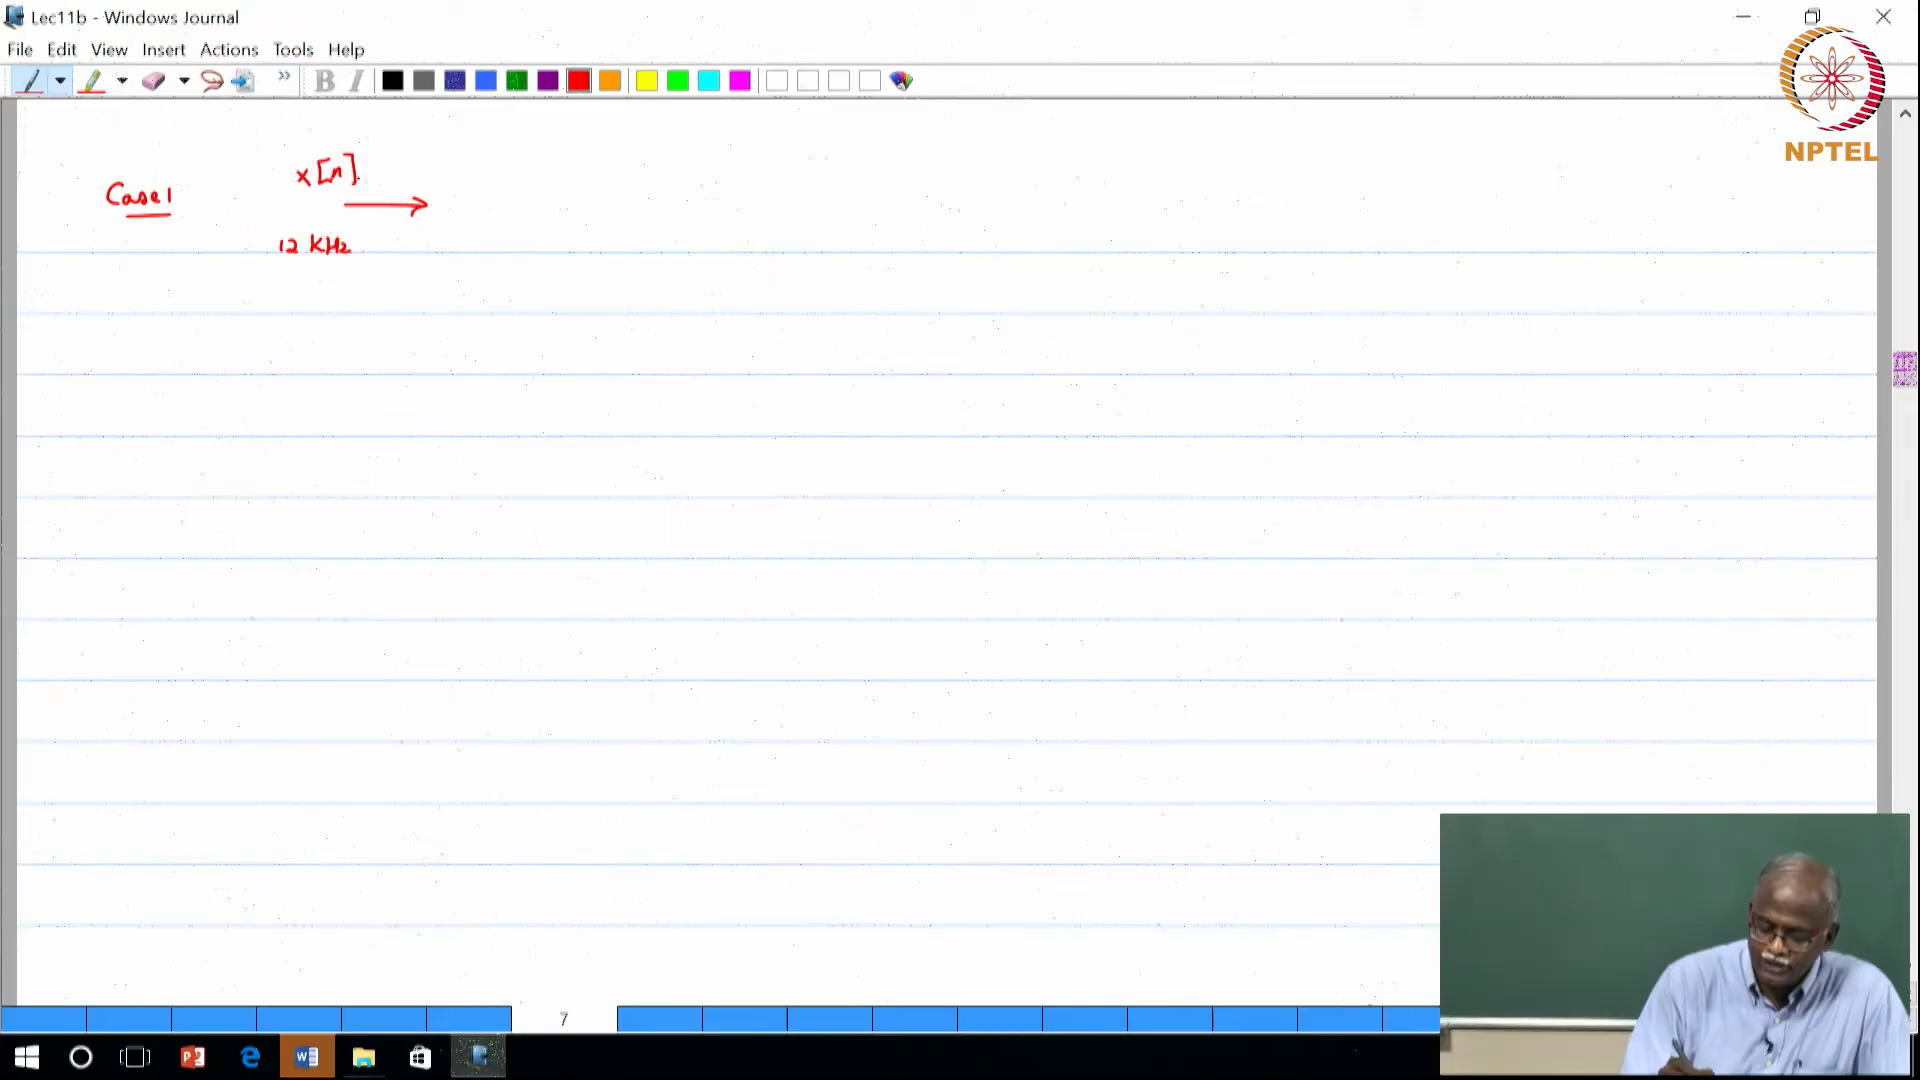 Lec11b - Windows Journal
File Edit View Insert Actions Tools Help
B I
NPTEL
x[n]
Case 1
12 KHz
7